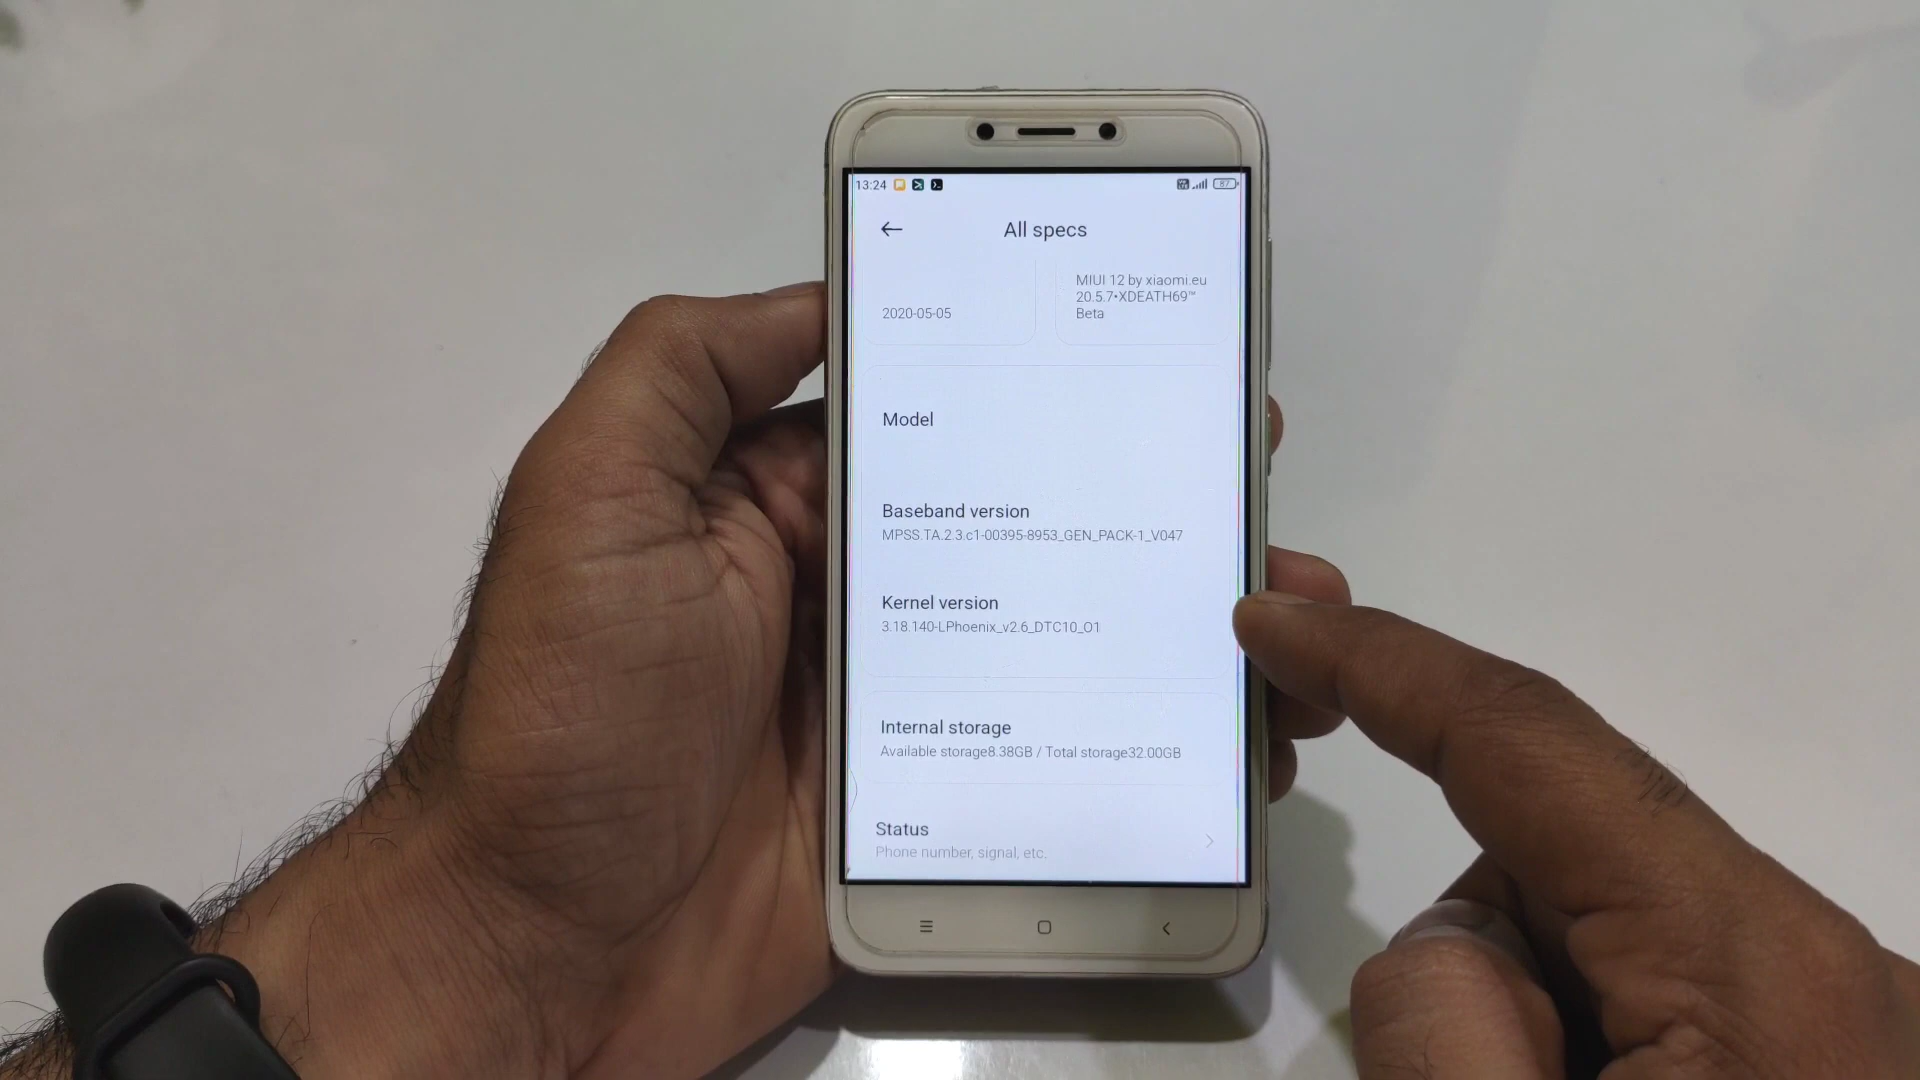 13:24
87
All specs
2020-05-05
MIUI 12 by xiaomi.eu
20.5.7•XDEATH69™
Beta
Model
Baseband version
MPSS.TA.2.3.c1-00395-8953_GEN_PACK-1_V047
Kernel version
3.18.140-LPhoenix_v2.6_DTC10_O1
Internal storage
Available storage8.38GB / Total storage32.00GB
Status
Phone number, signal, etc.